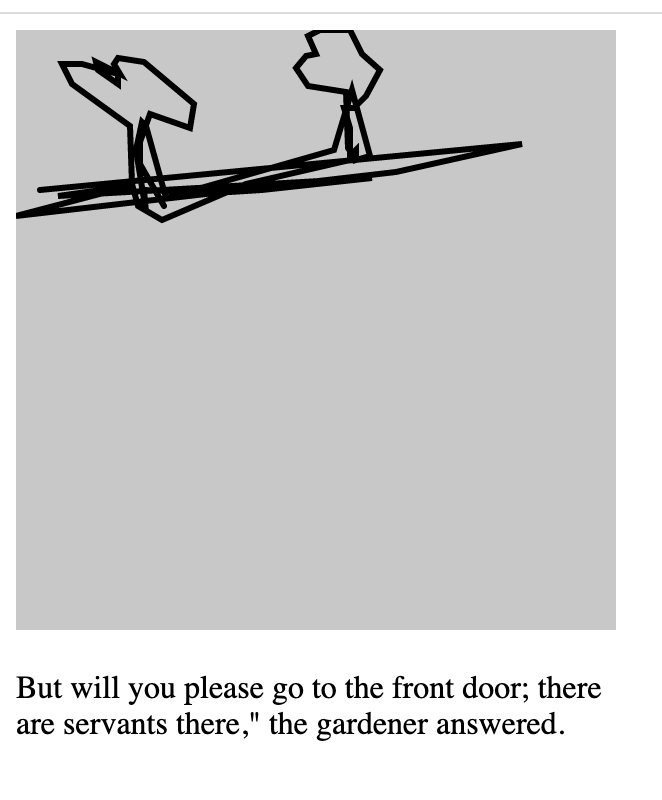 But will you please go to the front door; there
are servants there," the gardener answered.